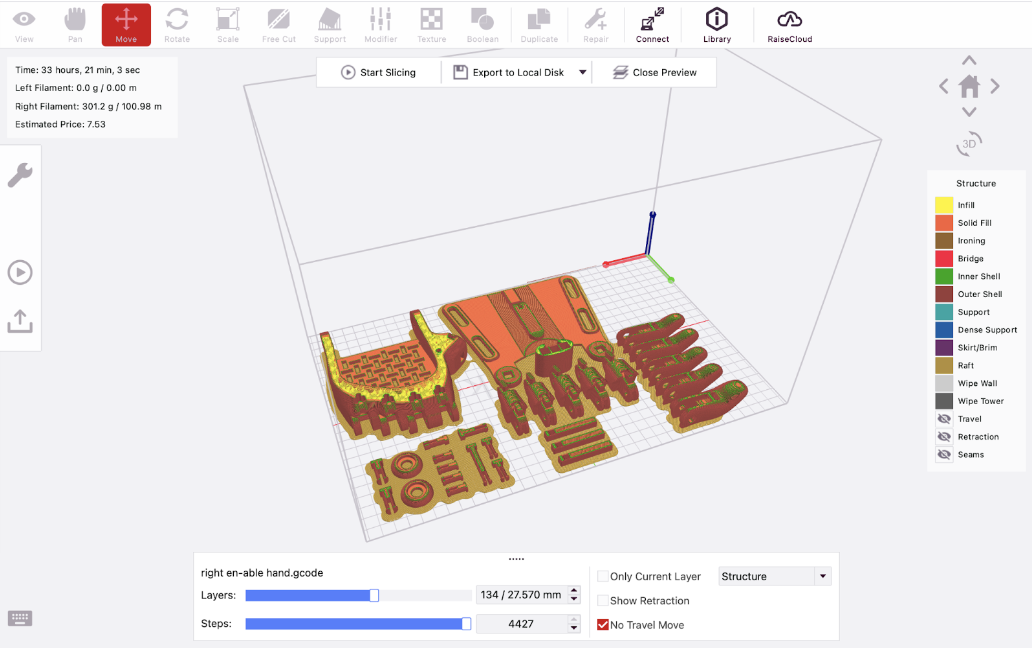 View Pan Move Rotate Scale Free Cut Support Modifier Texture Boolean Duplicate Repair Connect Library RaiseCloud
Time: 33 hours, 21 min, 3 sec
Left Filament: 0.0 g / 0.00 m
Right Filament: 301.2 g / 100.98 m
Estimated Price: 7.53
Start Slicing Export to Local Disk Close Preview
3D
Structure
Infill
Solid Fill
Ironing
Bridge
Inner Shell
Outer Shell
Support
Dense Support
Skirt/Brim
Raft
Wipe Wall
Wipe Tower
Travel
Retraction
Seams
right en-able hand.gcode
Layers: 134 / 27.570 mm
Steps: 4427
Only Current Layer Structure
Show Retraction
No Travel Move